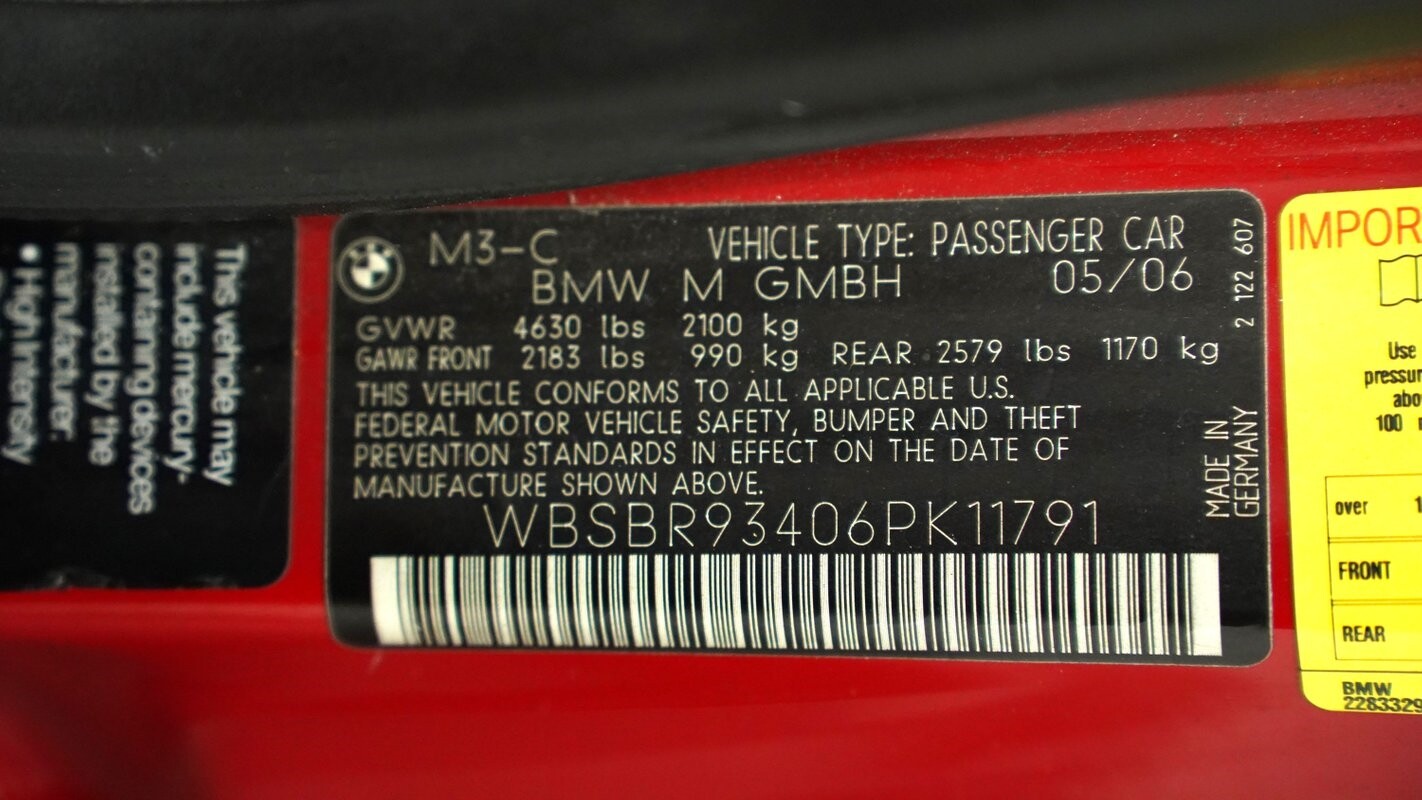 This vehicle may
include mercury-
containing devices
installed by the
manufacturer:
• High Intensity
M3-C VEHICLE TYPE: PASSENGER CAR
BMW M GMBH 05/06
GVWR 4630 lbs 2100 kg
GAWR FRONT 2183 lbs 990 kg REAR 2579 lbs 1170 kg
THIS VEHICLE CONFORMS TO ALL APPLICABLE U.S.
FEDERAL MOTOR VEHICLE SAFETY, BUMPER AND THEFT
PREVENTION STANDARDS IN EFFECT ON THE DATE OF
MANUFACTURE SHOWN ABOVE.
WBSBR93406PK11791
2 122 607
MADE IN
GERMANY
IMPOR
Use
pressur
abo
100
over 1
FRONT
REAR
BMW
2283329